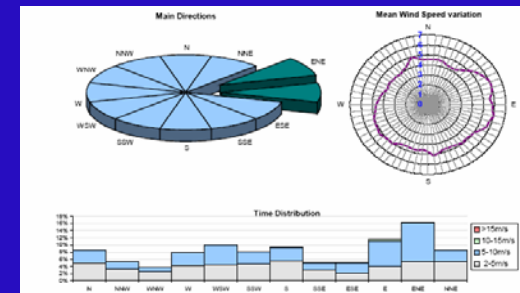 Main Directions
N
NNW
NNE
WNW
ENE
W
WSW
ESE
SSW
SSE
S
Mean Wind Speed variation
N
W
E
S
0
Time Distribution
18%
16%
14%
12%
10%
8%
6%
4%
2%
0%
N
NNW
WNW
W
WSW
SSW
S
SSE
ESE
E
ENE
NNE
>15m/s
10-15m/s
5-10m/s
2-5m/s